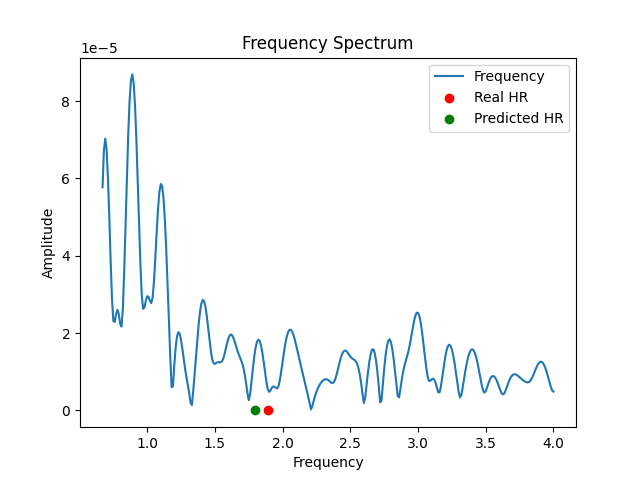 Frequency Spectrum
1e−5
Frequency
Real HR
Predicted HR
8
6
4
2
0
Amplitude
1.0 1.5 2.0 2.5 3.0 3.5 4.0
Frequency